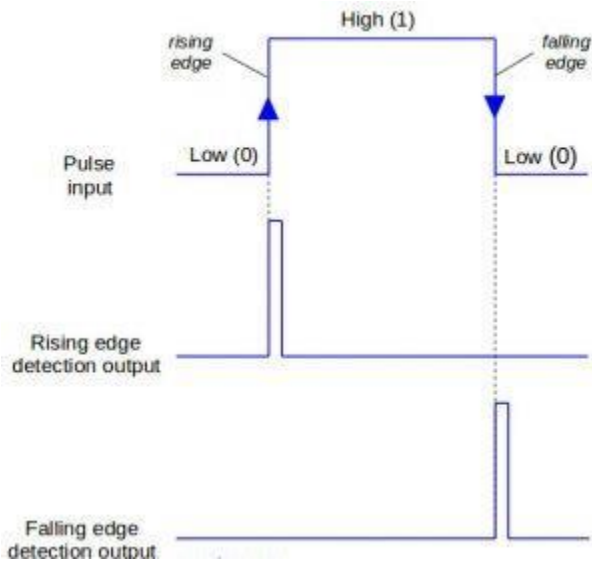 High (1)
rising
edge
falling
edge
Low (0)
Low (0)
Pulse
input
Rising edge
detection output
Falling edge
detection output